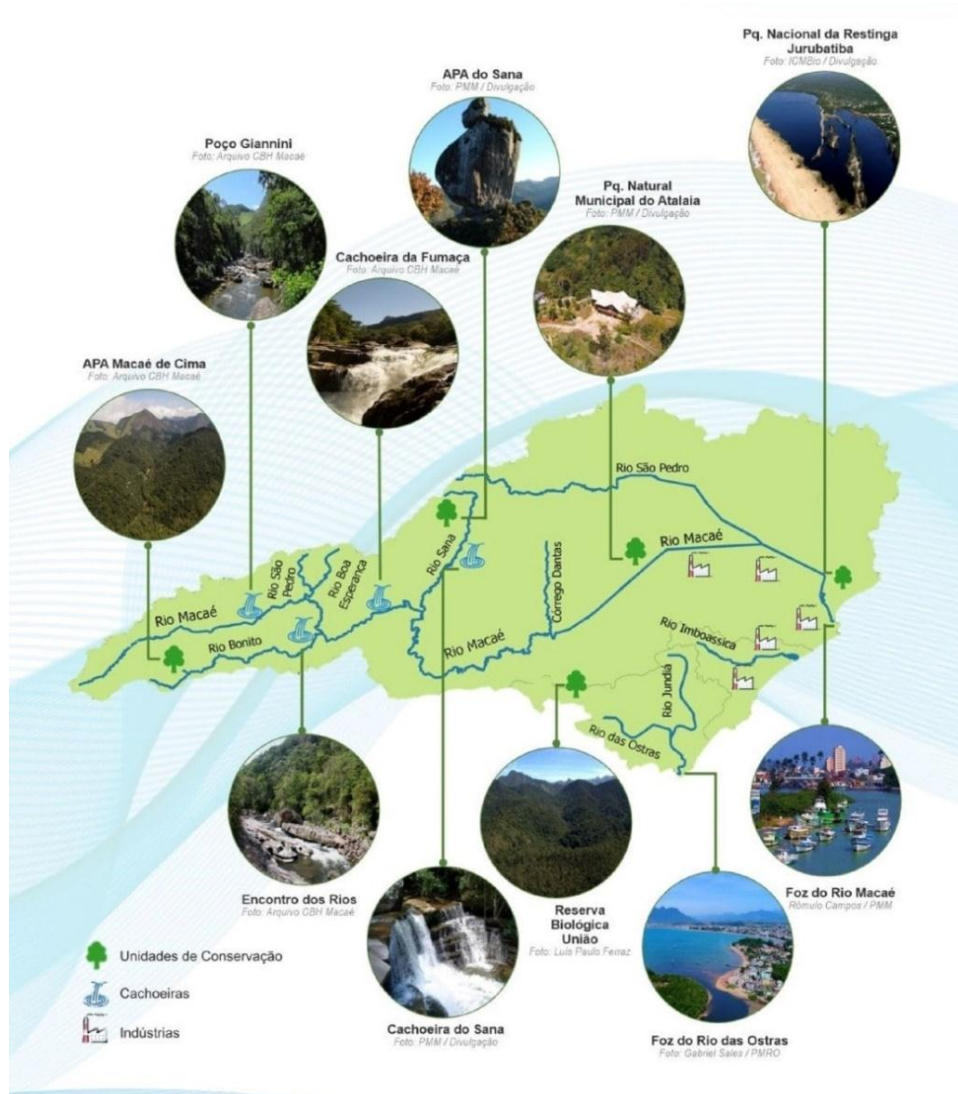 Pq. Nacional da Restinga
Jurubatiba
Foto: ICMBio / Divulgação
APA do Sana
Foto: PMM / Divulgação
Poço Giannini
Foto: Arquivo CBH Macaé
Pq. Natural
Municipal do Atalaia
Foto: PMM / Divulgação
Cachoeira da Fumaça
Foto: Arquivo CBH Macaé
APA Macaé de Cima
Foto: Arquivo CBH Macaé
Rio São Pedro
Rio Macaé
Rio Sana
Córrego Dantas
Rio São
Pedro
Rio Boa
Esperança
Rio Macaé
Rio Bonito
Rio Macaé
Rio Imboassica
Rio Jundiá
Rio das Ostras
Encontro dos Rios
Foto: Arquivo CBH Macaé
Foz do Rio Macaé
Rômulo Campos / PMM
Reserva
Biológica
União
Foto: Luís Paulo Ferraz
Cachoeira do Sana
Foto: PMM / Divulgação
Foz do Rio das Ostras
Foto: Gabriel Sales / PMRO
Unidades de Conservação
Cachoeiras
Indústrias